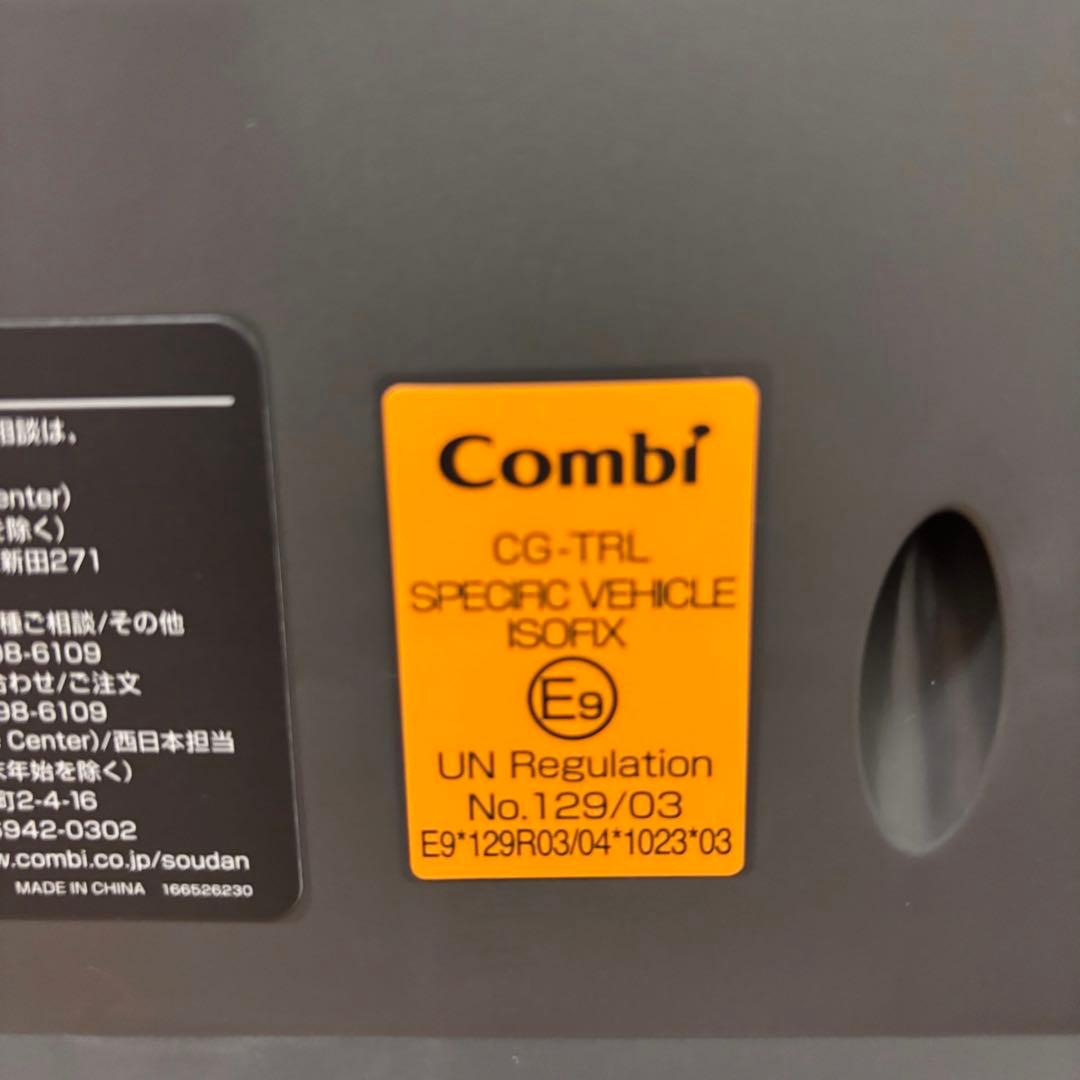 相談は、
enter)
除く)
新田271
種ご相談/その他
98-6109
わせ/ご注文
98-6109
Center)/西日本担当
年始を除く)
町2-4-16
5942-0302
w.combi.co.jp/soudan
MADE IN CHINA 166526230
Combi
CG-TRL
SPECIFIC VEHICLE
ISOFIX
E9
UN Regulation
No.129/03
E9*129R03/04*1023*03